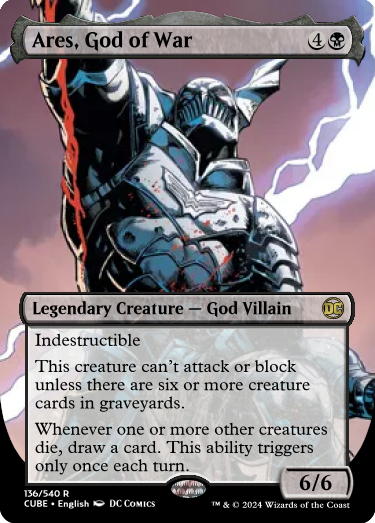 Ares, God of War 4
Legendary Creature — God Villain DC
Indestructible
This creature can't attack or block
unless there are six or more creature
cards in graveyards.
Whenever one or more other creatures
die, draw a card. This ability triggers
only once each turn.
6/6
136/540 R
CUBE • English DC COMICS
™ & © 2024 Wizards of the Coast